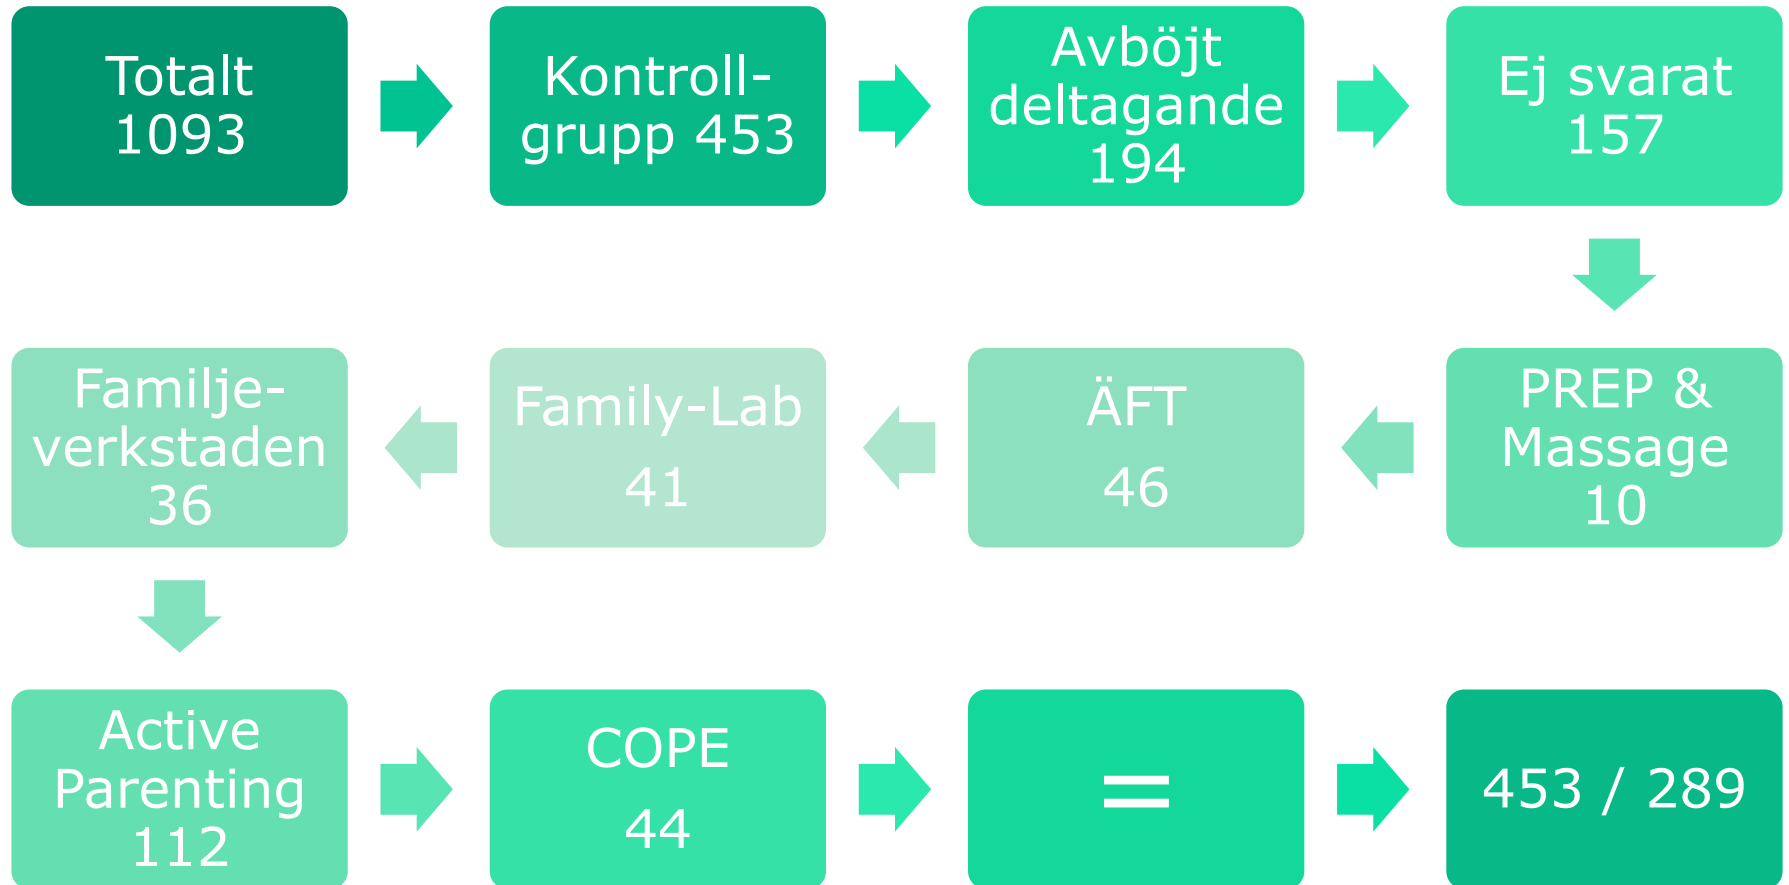 Totalt
1093
Kontroll-
grupp 453
Avböjt
deltagande
194
Ej svarat
157
PREP &
Massage
10
ÄFT
46
Family-Lab
41
Familje-
verkstaden
36
Active
Parenting
112
COPE
44
=
453 / 289